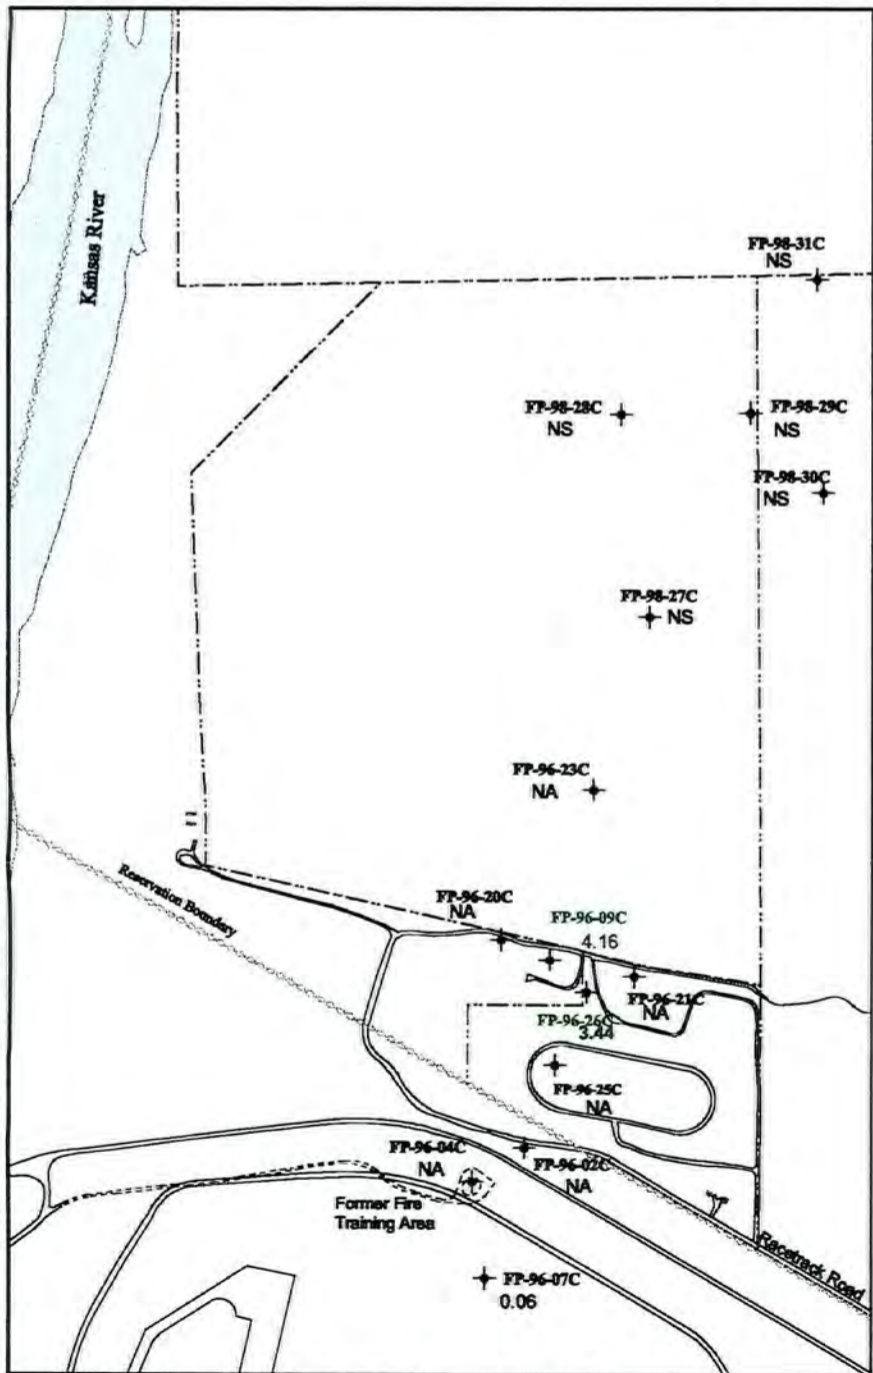 Kansas River
FP-98-31C
NS
FP-98-28C
NS
FP-98-29C
NS
FP-98-30C
NS
FP-98-27C
NS
FP-96-23C
NA
Reservation Boundary
FP-96-20C
NA
FP-96-09C
4.16
FP-96-21C
NA
FP-96-26C
3.44
FP-96-25C
NA
FP-96-04C
NA
FP-96-02C
NA
Former Fire
Training Area
Racetrack Road
FP-96-07C
0.06